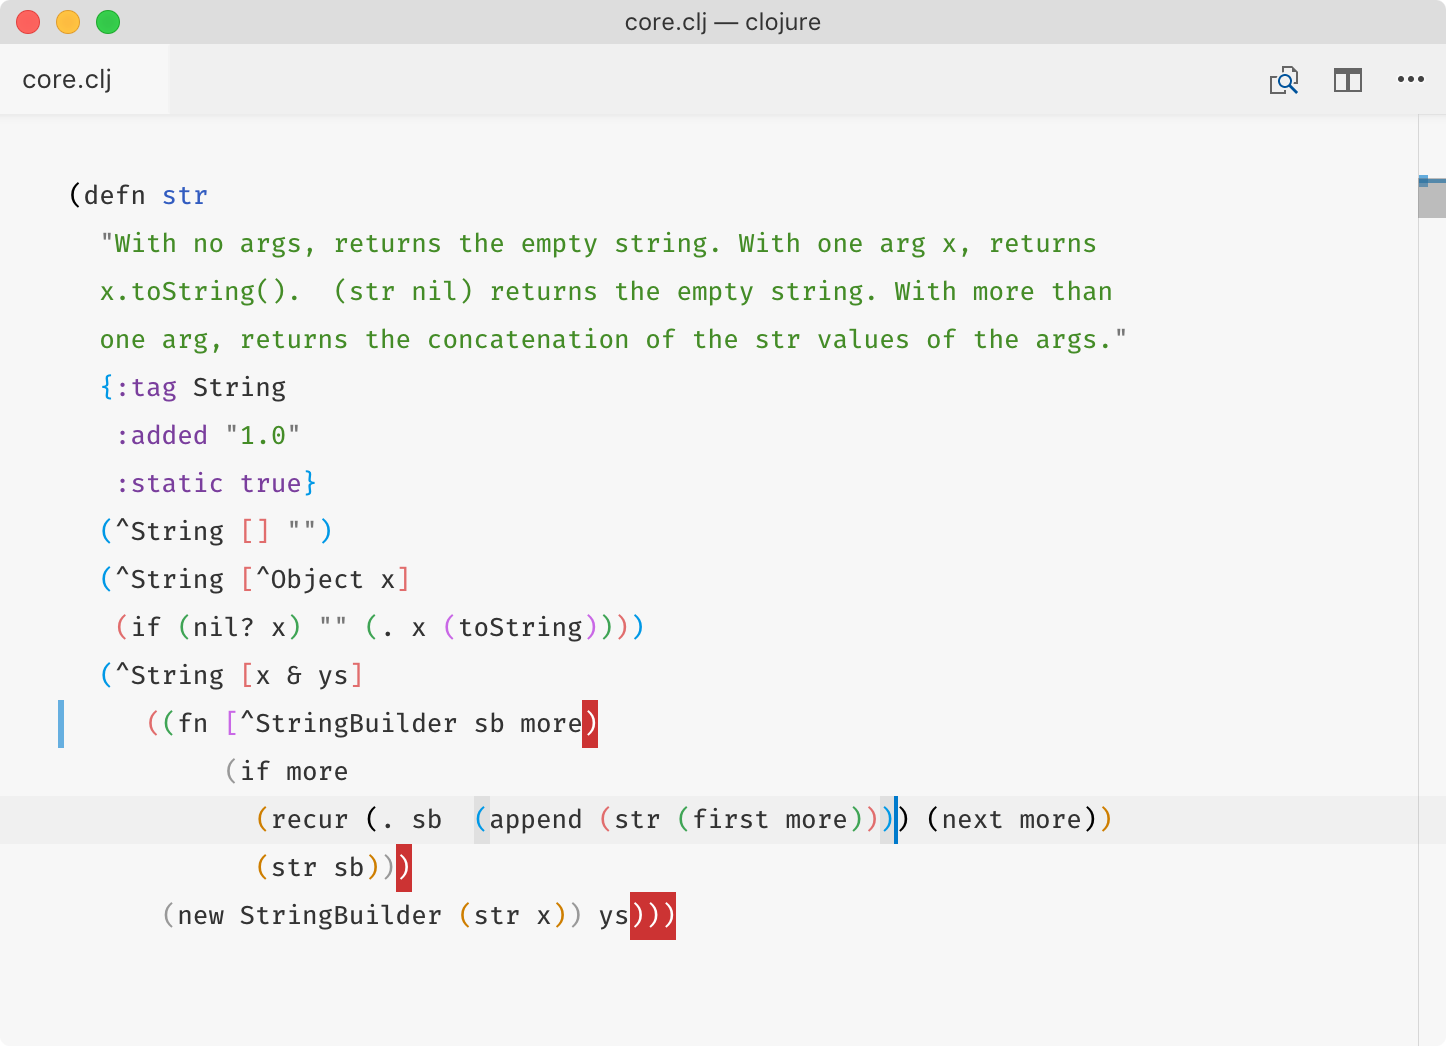 core.clj — clojure
core.clj
(defn str
  "With no args, returns the empty string. With one arg x, returns
  x.toString().  (str nil) returns the empty string. With more than
  one arg, returns the concatenation of the str values of the args."
  {:tag String
   :added "1.0"
   :static true}
  (^String [] "")
  (^String [^Object x]
   (if (nil? x) "" (. x (toString))))
  (^String [x & ys]
     ((fn [^StringBuilder sb more)
          (if more
            (recur (. sb  (append (str (first more)))) (next more))
            (str sb)))
      (new StringBuilder (str x)) ys)))